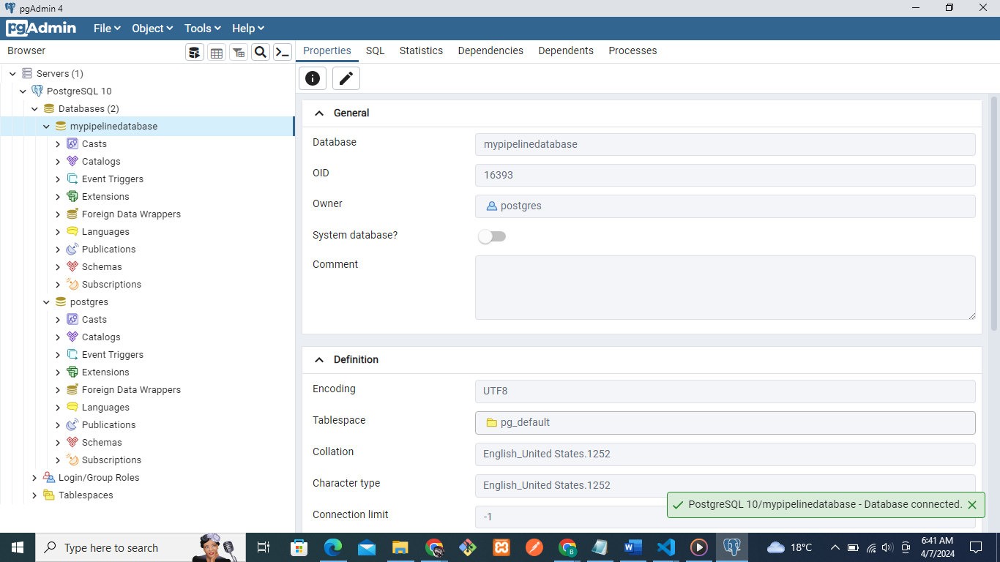 pgAdmin 4
pgAdmin File Object Tools Help
Browser
Properties SQL Statistics Dependencies Dependents Processes
Servers (1)
PostgreSQL 10
Databases (2)
mypipelinedatabase
Casts
Catalogs
Event Triggers
Extensions
Foreign Data Wrappers
Languages
Publications
Schemas
Subscriptions
postgres
Casts
Catalogs
Event Triggers
Extensions
Foreign Data Wrappers
Languages
Publications
Schemas
Subscriptions
Login/Group Roles
Tablespaces
General
Database mypipelinedatabase
OID 16393
Owner postgres
System database?
Comment
Definition
Encoding UTF8
Tablespace pg_default
Collation English_United States.1252
Character type English_United States.1252
Connection limit -1
PostgreSQL 10/mypipelinedatabase - Database connected.
Type here to search
18°C
6:41 AM
4/7/2024